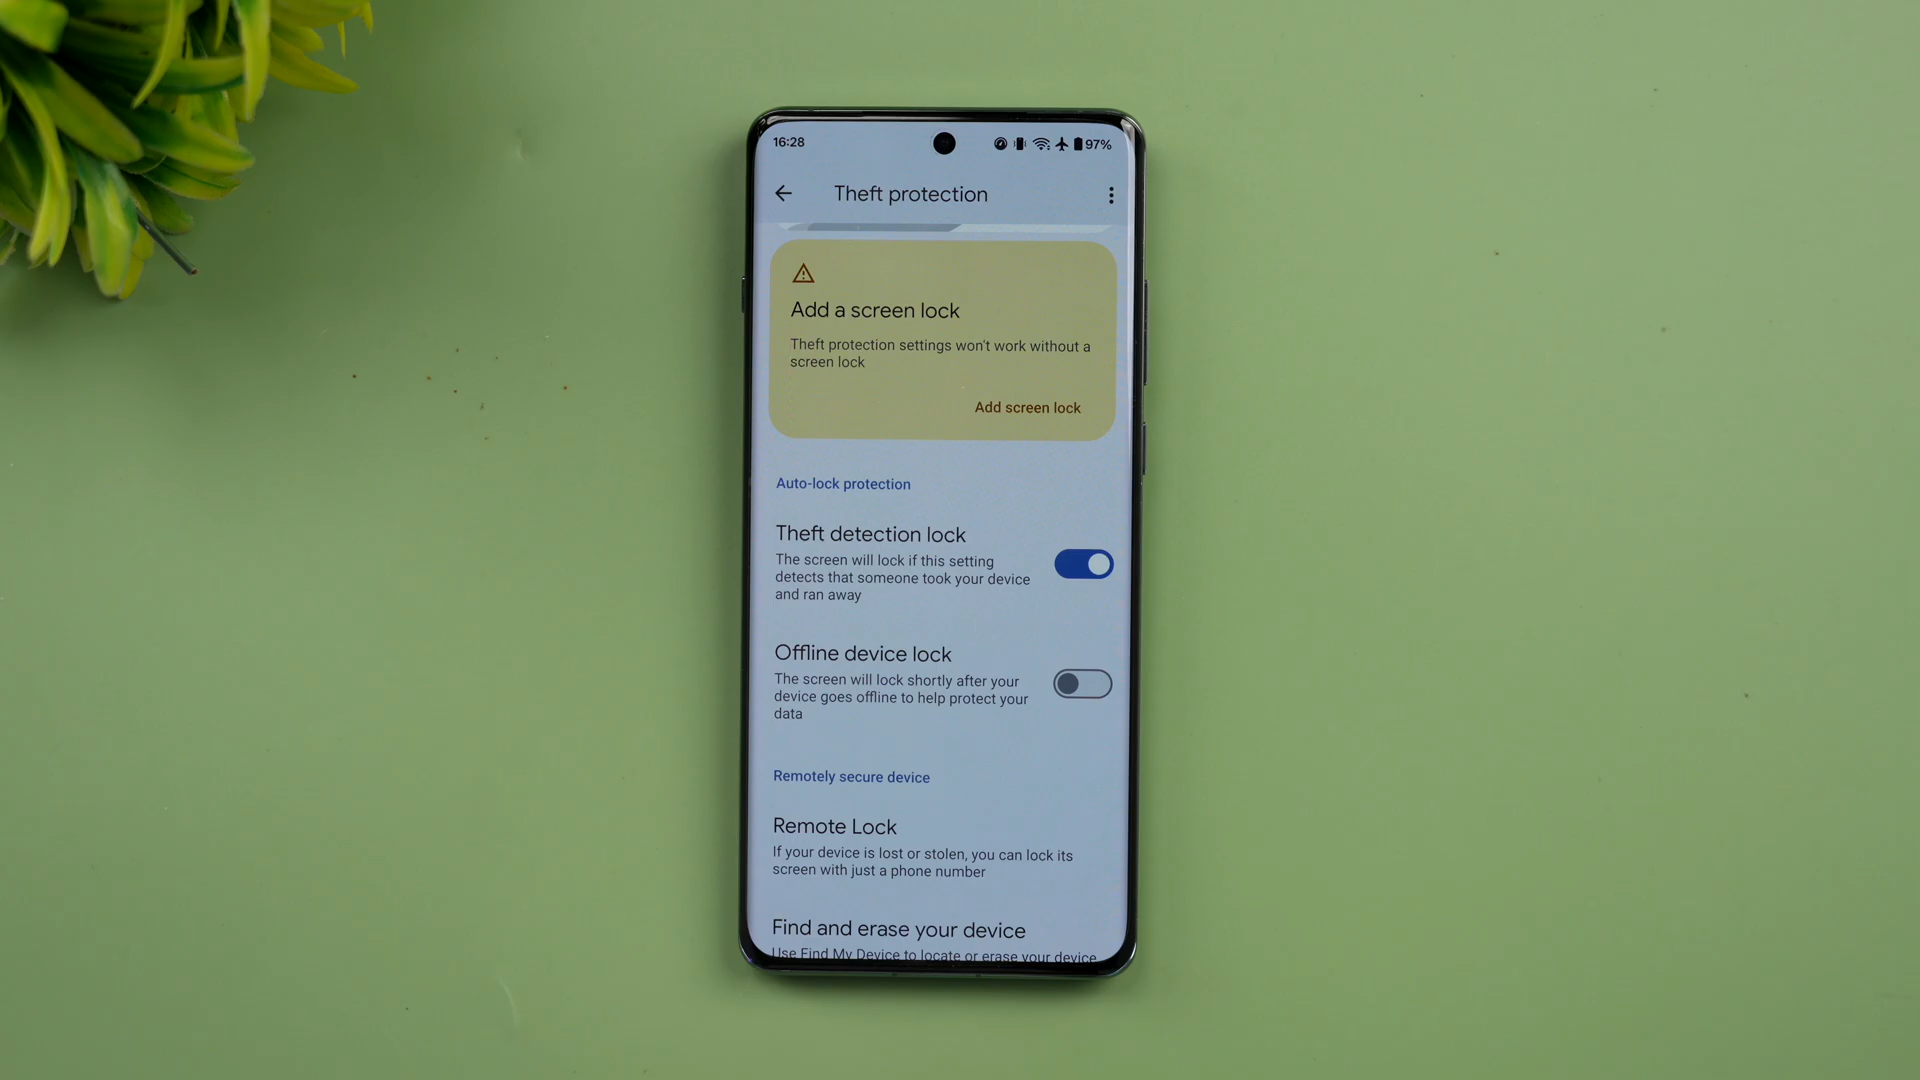 16:28
97%
Theft protection
Add a screen lock
Theft protection settings won't work without a
screen lock
Add screen lock
Auto-lock protection
Theft detection lock
The screen will lock if this setting
detects that someone took your device
and ran away
Offline device lock
The screen will lock shortly after your
device goes offline to help protect your
data
Remotely secure device
Remote Lock
If your device is lost or stolen, you can lock its
screen with just a phone number
Find and erase your device
Use Find My Device to locate or erase your device